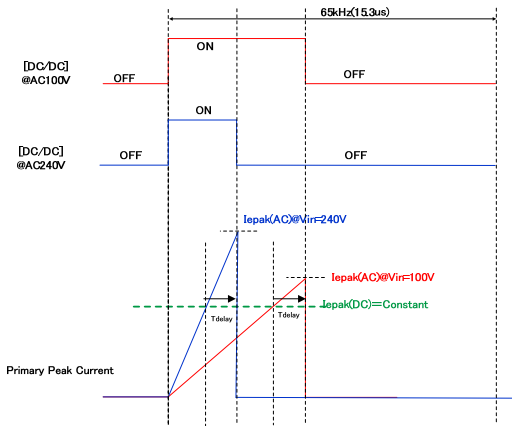 65kHz(15.3us)
ON
[DC/DC]
@AC100V
OFF
OFF
ON
[DC/DC]
@AC240V
OFF
OFF
Iepak(AC)@Vin=240V
Iepak(AC)@Vin=100V
Iepak(DC)=Constant
Tdelay
Tdelay
Primary Peak Current